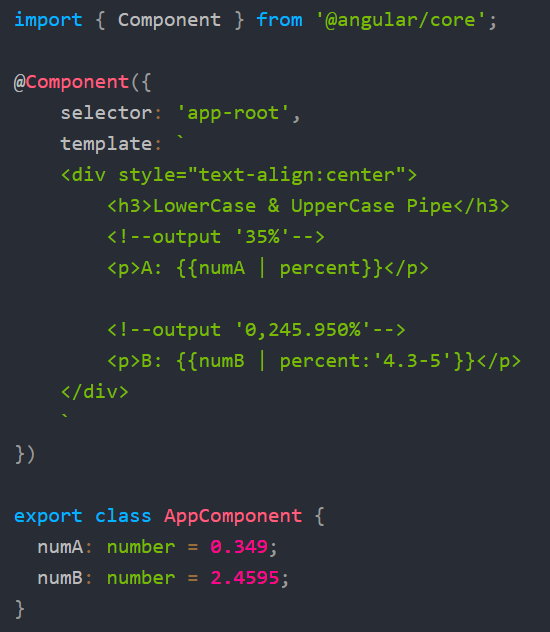 import { Component } from '@angular/core';
@Component({
selector: 'app-root',
template: `
<div style="text-align:center">
<h3>LowerCase & UpperCase Pipe</h3>
<!--output '35%'-->
<p>A: {{numA | percent}}</p>
<!--output '0,245.950%'-->
<p>B: {{numB | percent:'4.3-5'}}</p>
</div>
`
})
export class AppComponent {
numA: number = 0.349;
numB: number = 2.4595;
}